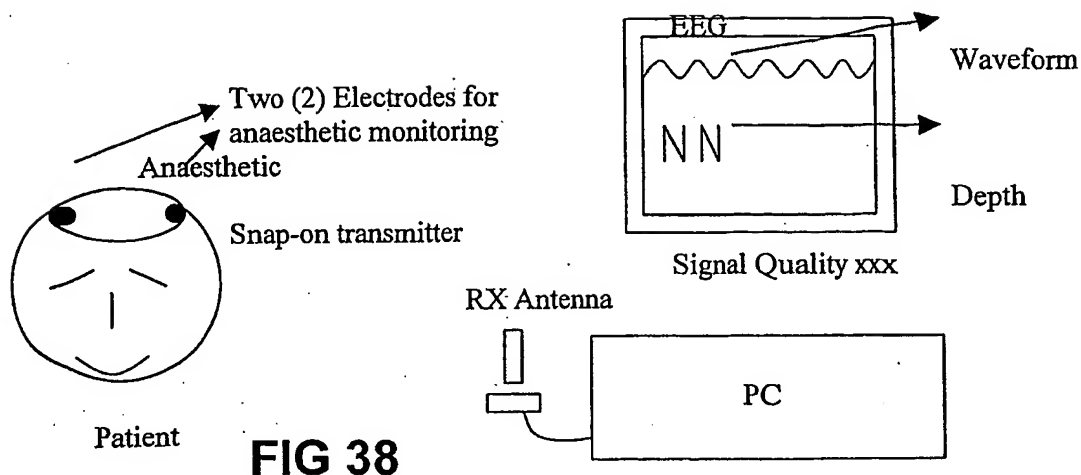 EEG
Waveform
Two (2) Electrodes for
anaesthetic monitoring
Anaesthetic
NN
Depth
Snap-on transmitter
Signal Quality xxx
RX Antenna
PC
Patient
FIG 38